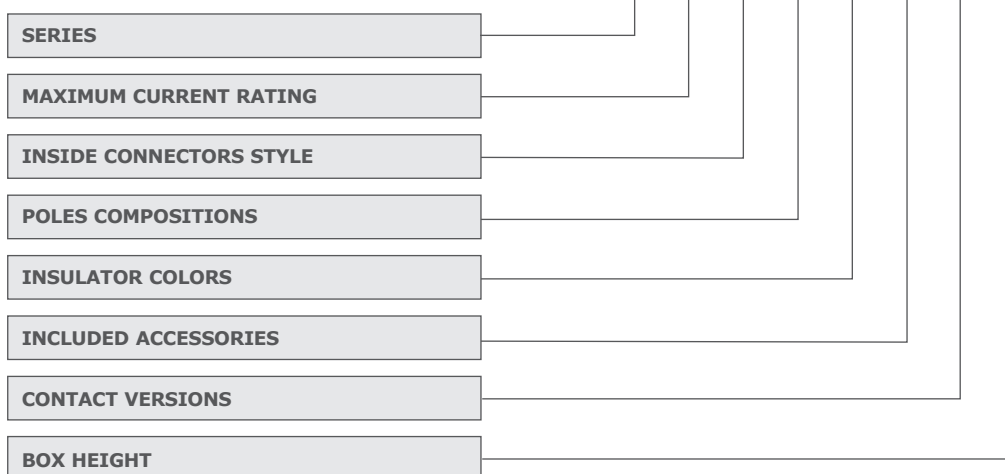 SERIES
MAXIMUM CURRENT RATING
INSIDE CONNECTORS STYLE
POLES COMPOSITIONS
INSULATOR COLORS
INCLUDED ACCESSORIES
CONTACT VERSIONS
BOX HEIGHT